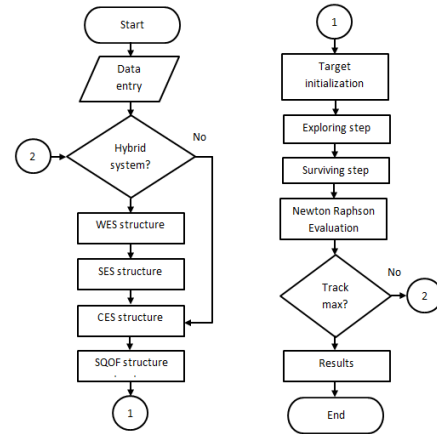 Start
Data
entry
Hybrid
system?
No
2
WES structure
SES structure
CES structure
SQOF structure
1
1
Target
initialization
Exploring step
Surviving step
Newton Raphson
Evaluation
Track
max?
No
2
Results
End